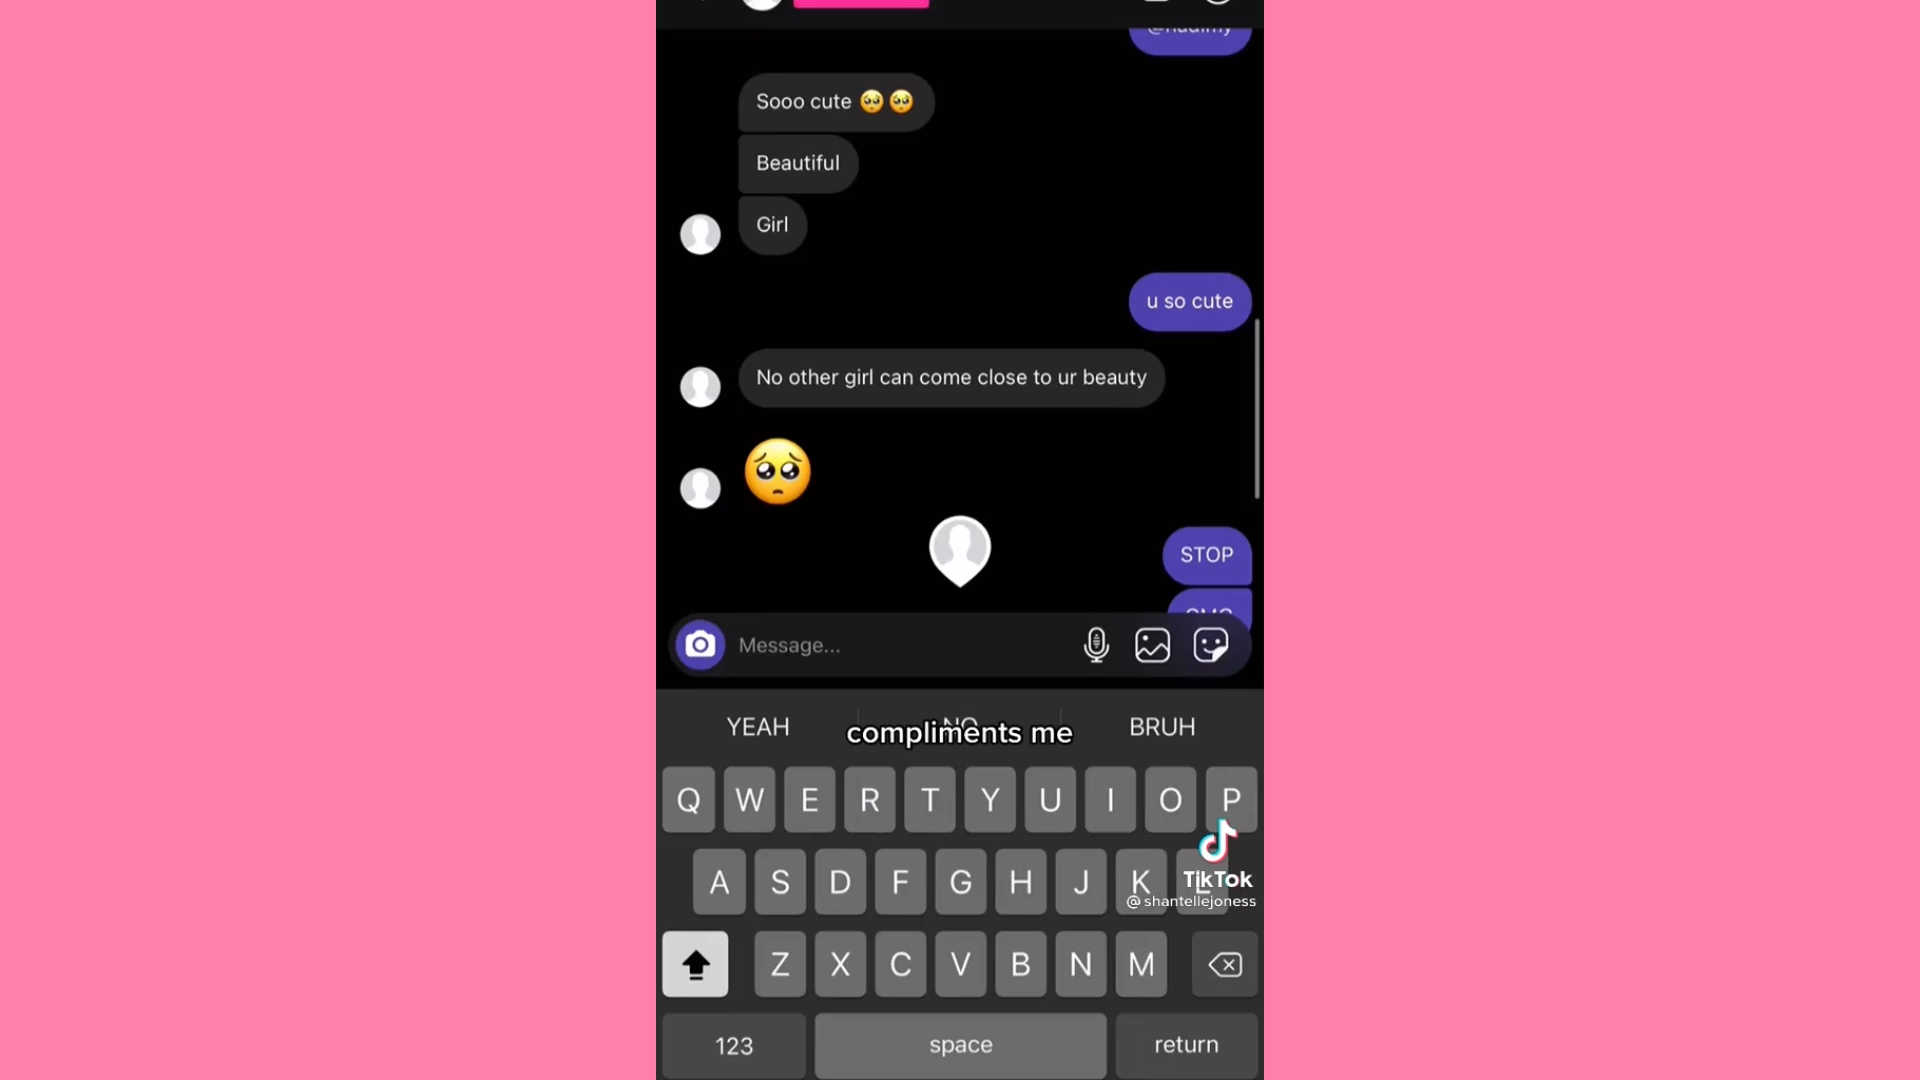 Sooo cute 🥺🥺
Beautiful
Girl
u so cute
No other girl can come close to ur beauty
🥺
STOP
Message...
YEAH NO BRUH
compliments me
Q W E R T Y U I O P
A S D F G H J K L
TikTok
@shantellejoness
Z X C V B N M
123 space return